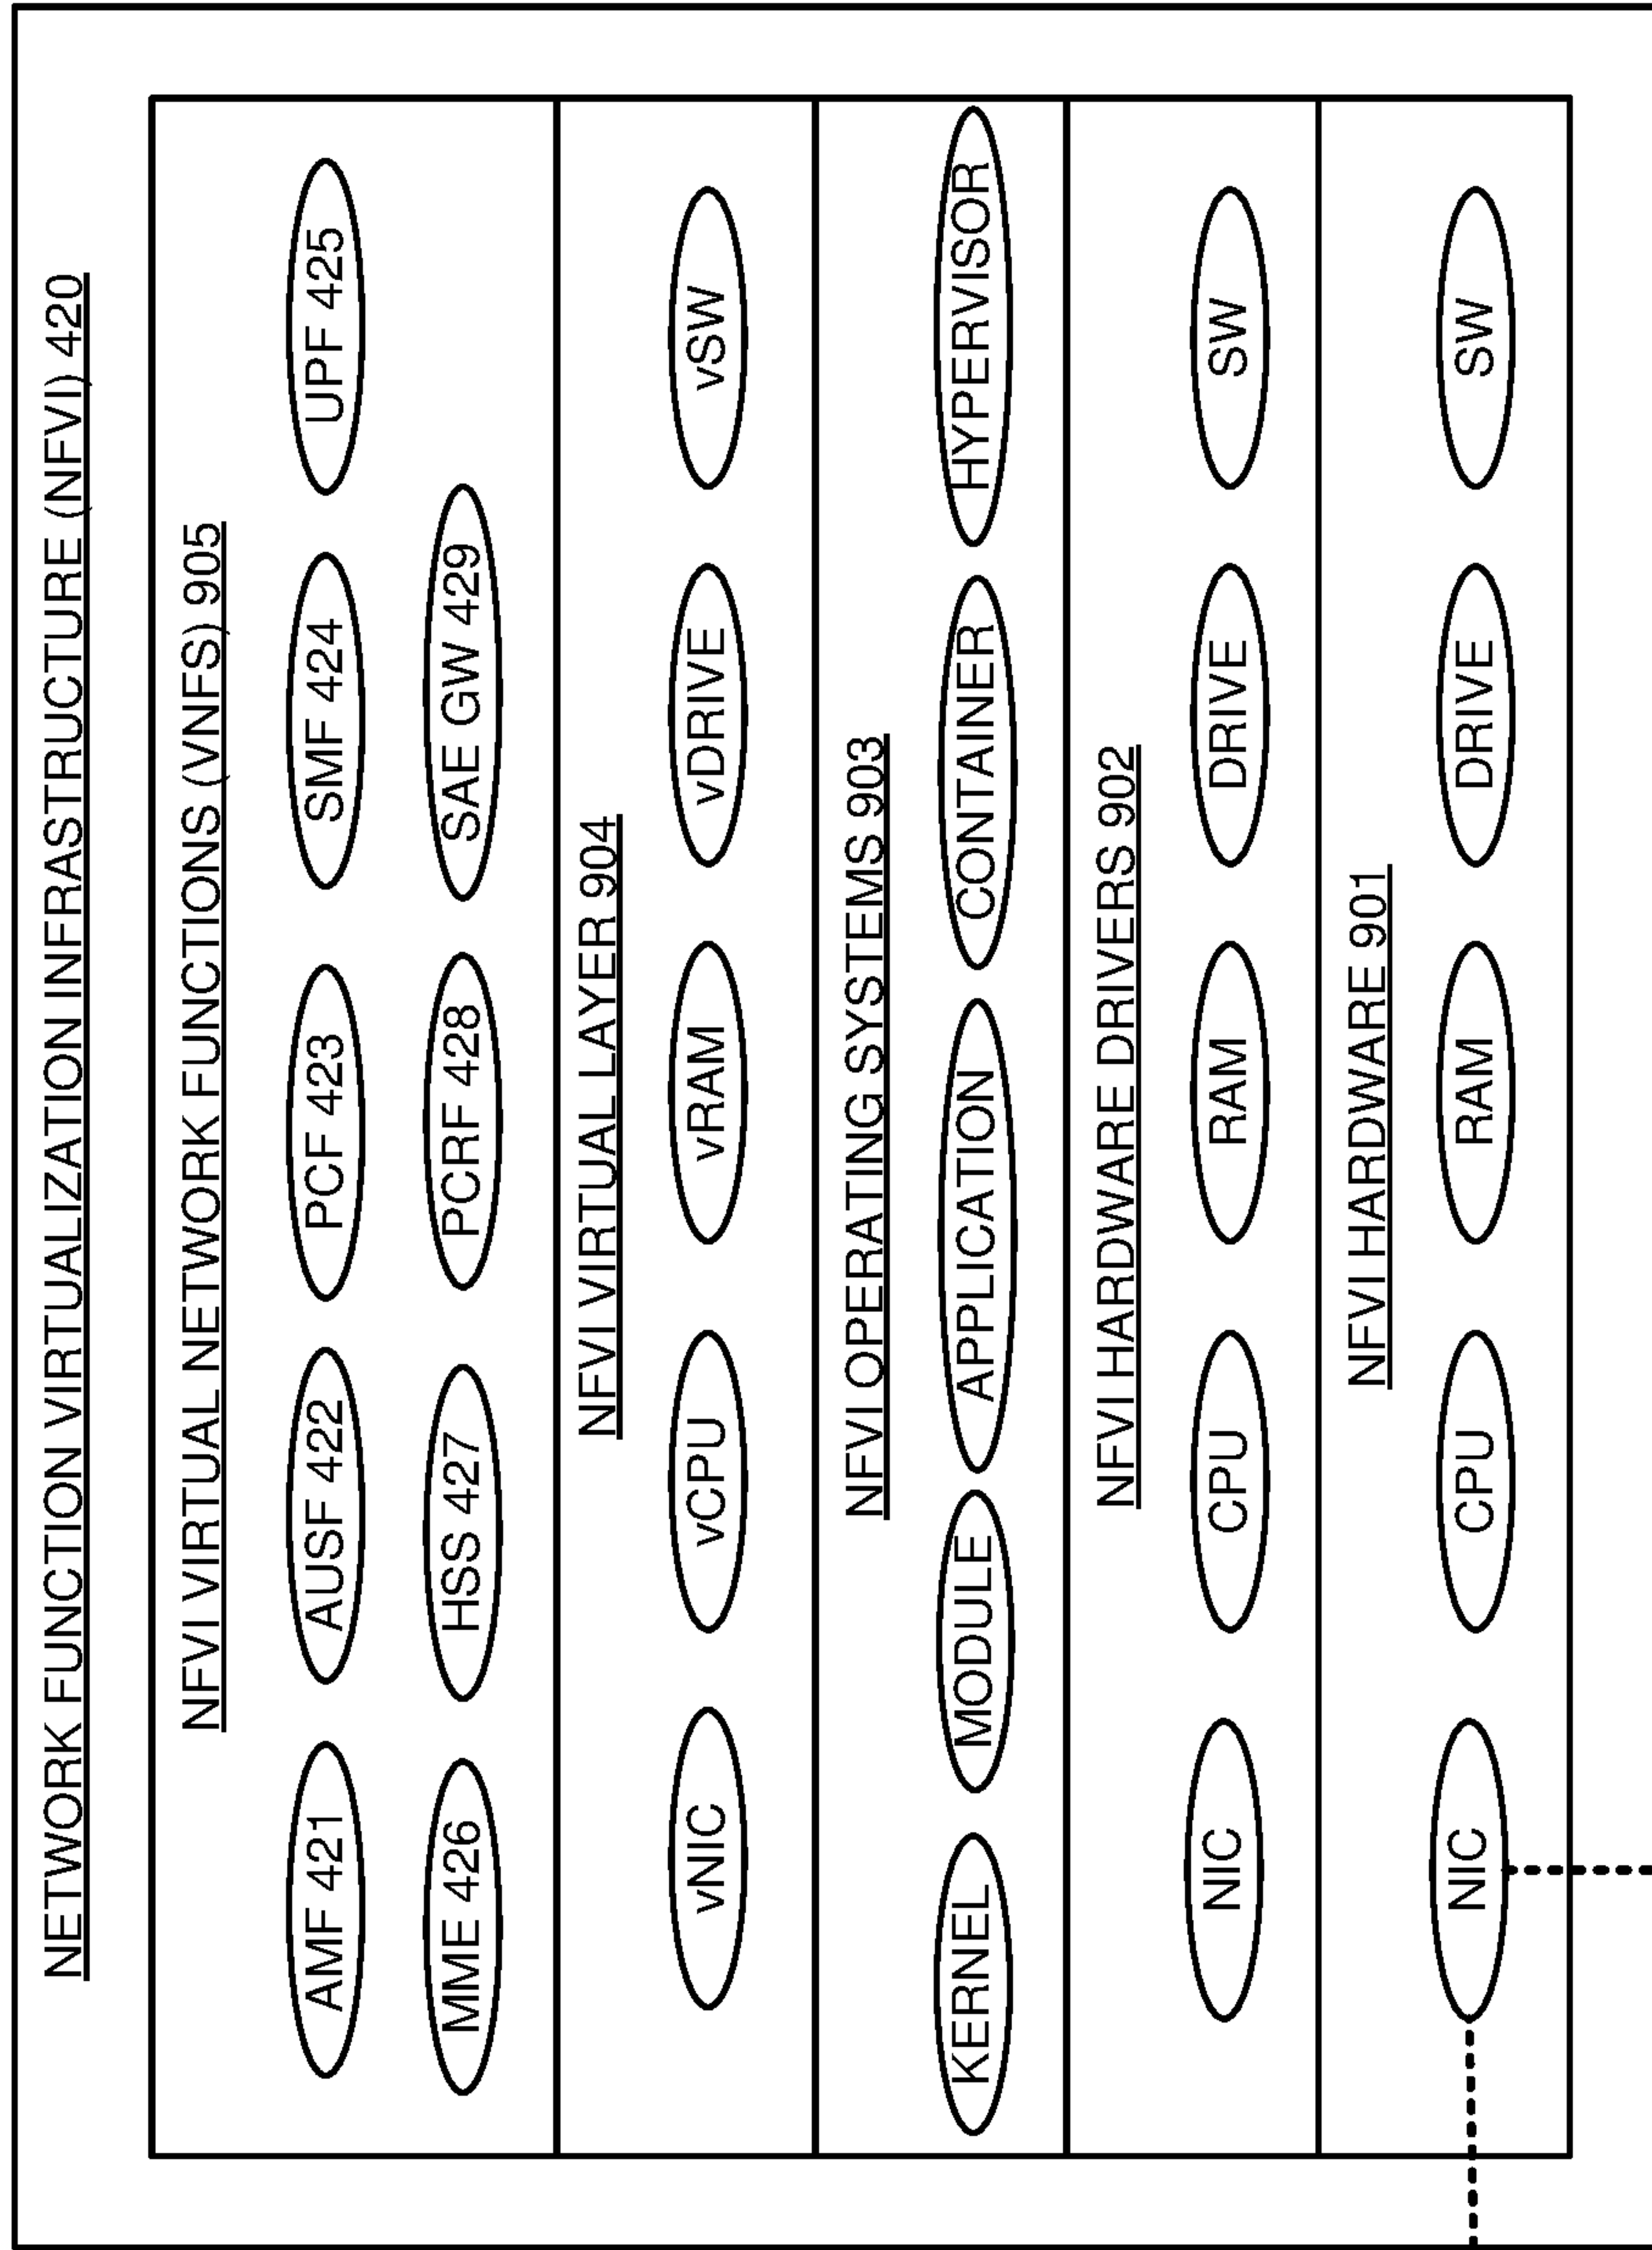 NETWORK FUNCTION VIRTUALIZATION INFRASTRUCTURE (NFVI) 420
NFVI VIRTUAL NETWORK FUNCTIONS (VNFS) 905
AMF 421 AUSF 422 PCF 423 SMF 424 UPF 425
MME 426 HSS 427 PCRF 428 SAE GW 429
NFVI VIRTUAL LAYER 904
vNIC vCPU vRAM vDRIVE vSW
NFVI OPERATING SYSTEMS 903
KERNEL MODULE APPLICATION CONTAINER HYPERVISOR
NFVI HARDWARE DRIVERS 902
NIC CPU RAM DRIVE SW
NFVI HARDWARE 901
NIC CPU RAM DRIVE SW